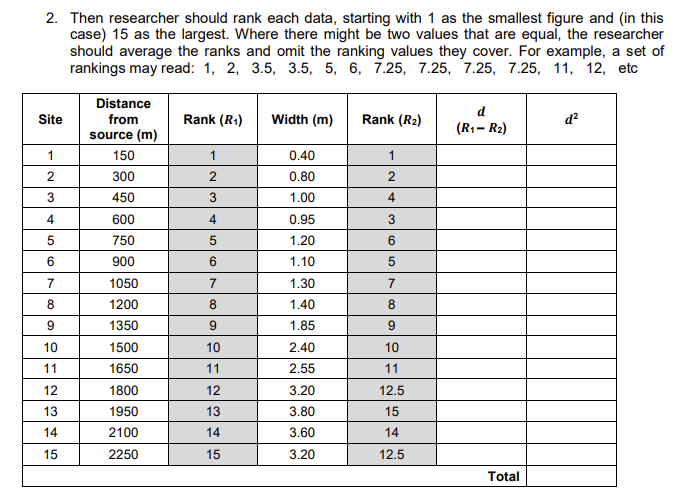 2. Then researcher should rank each data, starting with 1 as the smallest figure and (in this
case) 15 as the largest. Where there might be two values that are equal, the researcher
should average the ranks and omit the ranking values they cover. For example, a set of
rankings may read: 1, 2, 3.5, 3.5, 5, 6, 7.25, 7.25, 7.25, 7.25, 11, 12, etc
Site Distance from source (m) Rank (R₁) Width (m) Rank (R₂) d (R₁ – R₂) d²
1 150 1 0.40 1
2 300 2 0.80 2
3 450 3 1.00 4
4 600 4 0.95 3
5 750 5 1.20 6
6 900 6 1.10 5
7 1050 7 1.30 7
8 1200 8 1.40 8
9 1350 9 1.85 9
10 1500 10 2.40 10
11 1650 11 2.55 11
12 1800 12 3.20 12.5
13 1950 13 3.80 15
14 2100 14 3.60 14
15 2250 15 3.20 12.5
Total